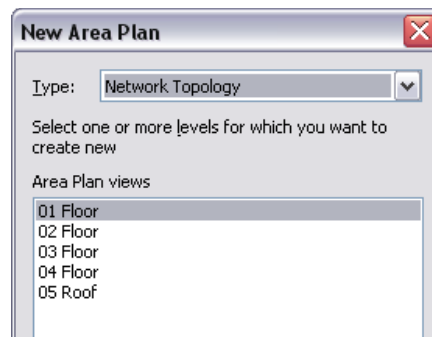 New Area Plan
Type: Network Topology
Select one or more levels for which you want to
create new
Area Plan views
01 Floor
02 Floor
03 Floor
04 Floor
05 Roof